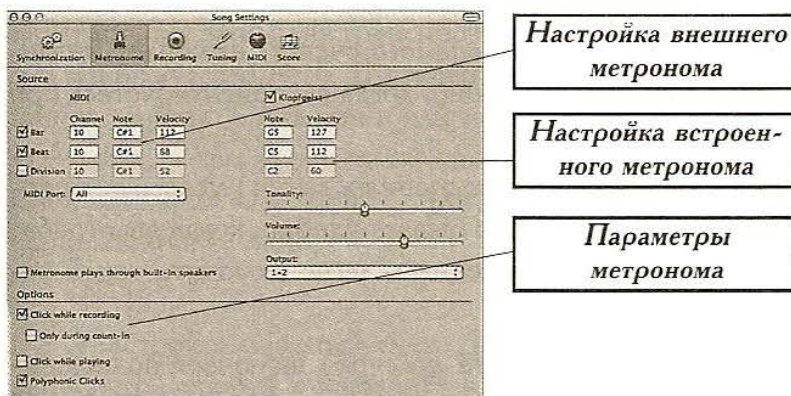 Song Settings
Synchronization Metronome Recording Tuning MIDI Score
Source
MIDI
Klopfgeist
Channel Note Velocity
Note Velocity
Bar 10 C#1 112
G5 127
Beat 10 C#1 88
C5 112
Division 10 C#1 52
C2 60
MIDI Port: All
Tonality:
Volume:
Output:
Metronome plays through built-in speakers
1-2
Options
Click while recording
Only during count-in
Click while playing
Polyphonic Clicks
Настройка внешнего
метронома
Настройка встроен-
ного метронома
Параметры
метронома